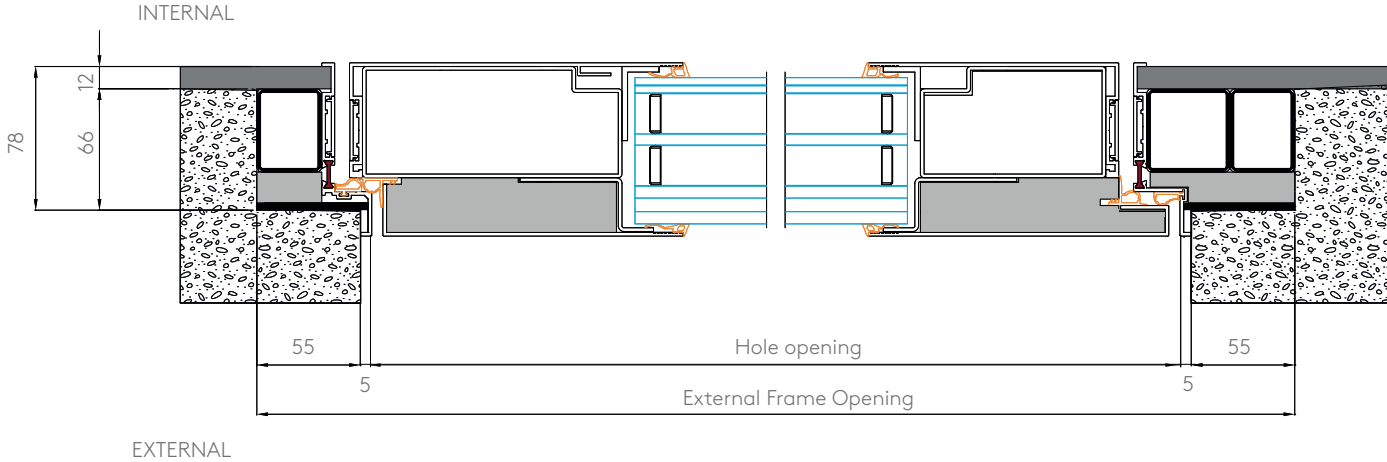 INTERNAL
12
78
66
55
Hole opening
55
5
5
External Frame Opening
EXTERNAL